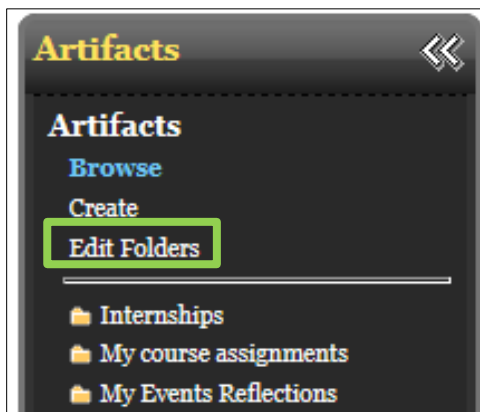 Artifacts
Artifacts
Browse
Create
Edit Folders
Internships
My course assignments
My Events Reflections